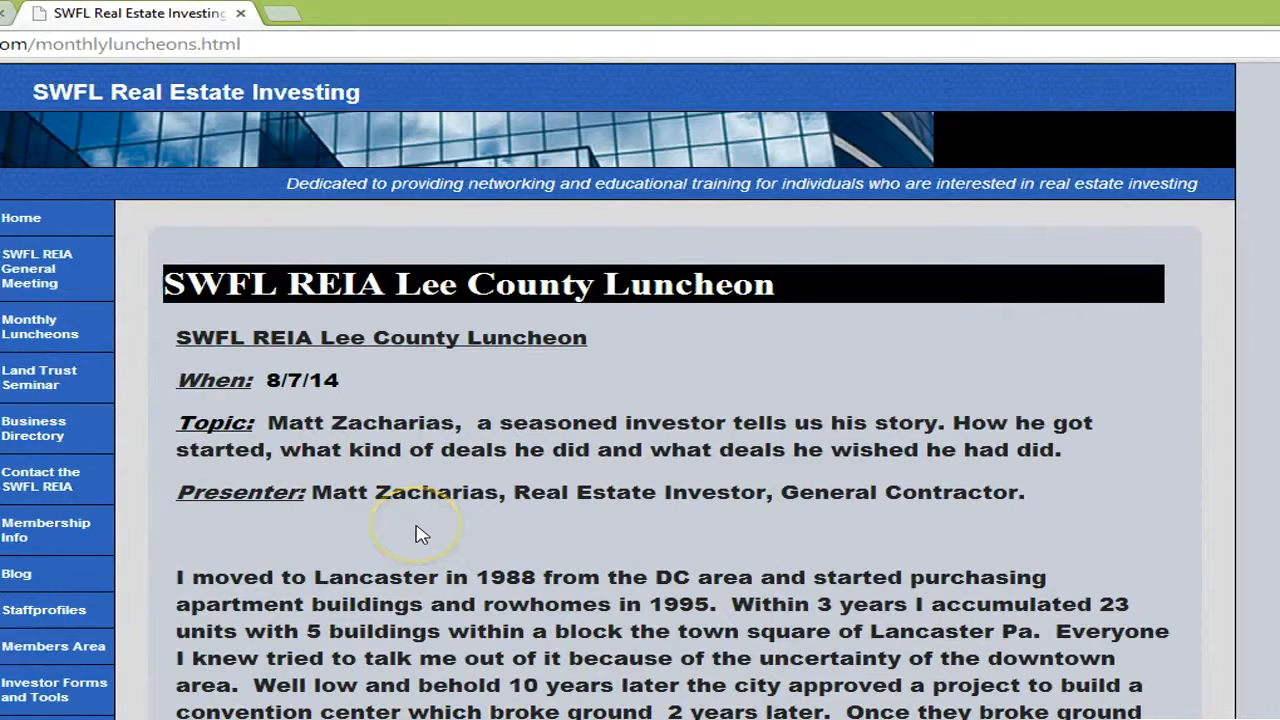 SWFL Real Estate Investing
om/monthlyluncheons.html
SWFL Real Estate Investing
Dedicated to providing networking and educational training for individuals who are interested in real estate investing
Home
SWFL REIA
General
Meeting
Monthly
Luncheons
Land Trust
Seminar
Business
Directory
Contact the
SWFL REIA
Membership
Info
Blog
Staffprofiles
Members Area
Investor Forms
and Tools
SWFL REIA Lee County Luncheon
SWFL REIA Lee County Luncheon
When: 8/7/14
Topic: Matt Zacharias, a seasoned investor tells us his story. How he got
started, what kind of deals he did and what deals he wished he had did.
Presenter: Matt Zacharias, Real Estate Investor, General Contractor.
I moved to Lancaster in 1988 from the DC area and started purchasing
apartment buildings and rowhomes in 1995. Within 3 years I accumulated 23
units with 5 buildings within a block the town square of Lancaster Pa. Everyone
I knew tried to talk me out of it because of the uncertainty of the downtown
area. Well low and behold 10 years later the city approved a project to build a
convention center which broke ground 2 years later. Once they broke ground